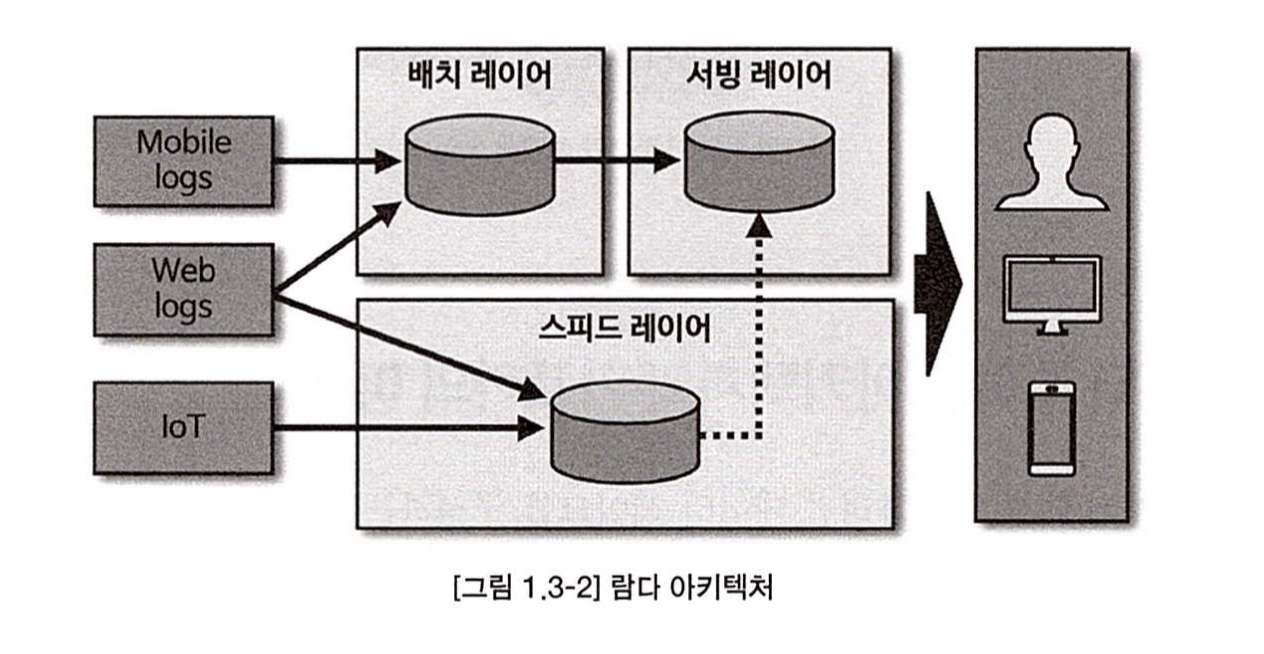 배치 레이어
서빙 레이어
Mobile
logs
Web
logs
IoT
스피드 레이어
[그림 1.3-2] 람다 아키텍처